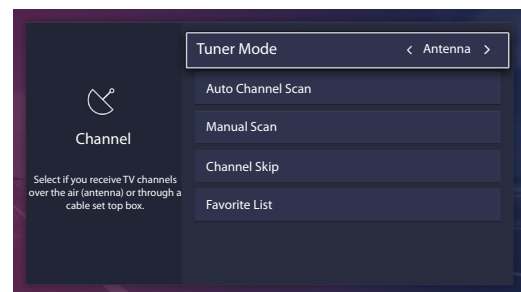 Channel
Select if you receive TV channels
over the air (antenna) or through a
cable set top box.
Tuner Mode < Antenna >
Auto Channel Scan
Manual Scan
Channel Skip
Favorite List